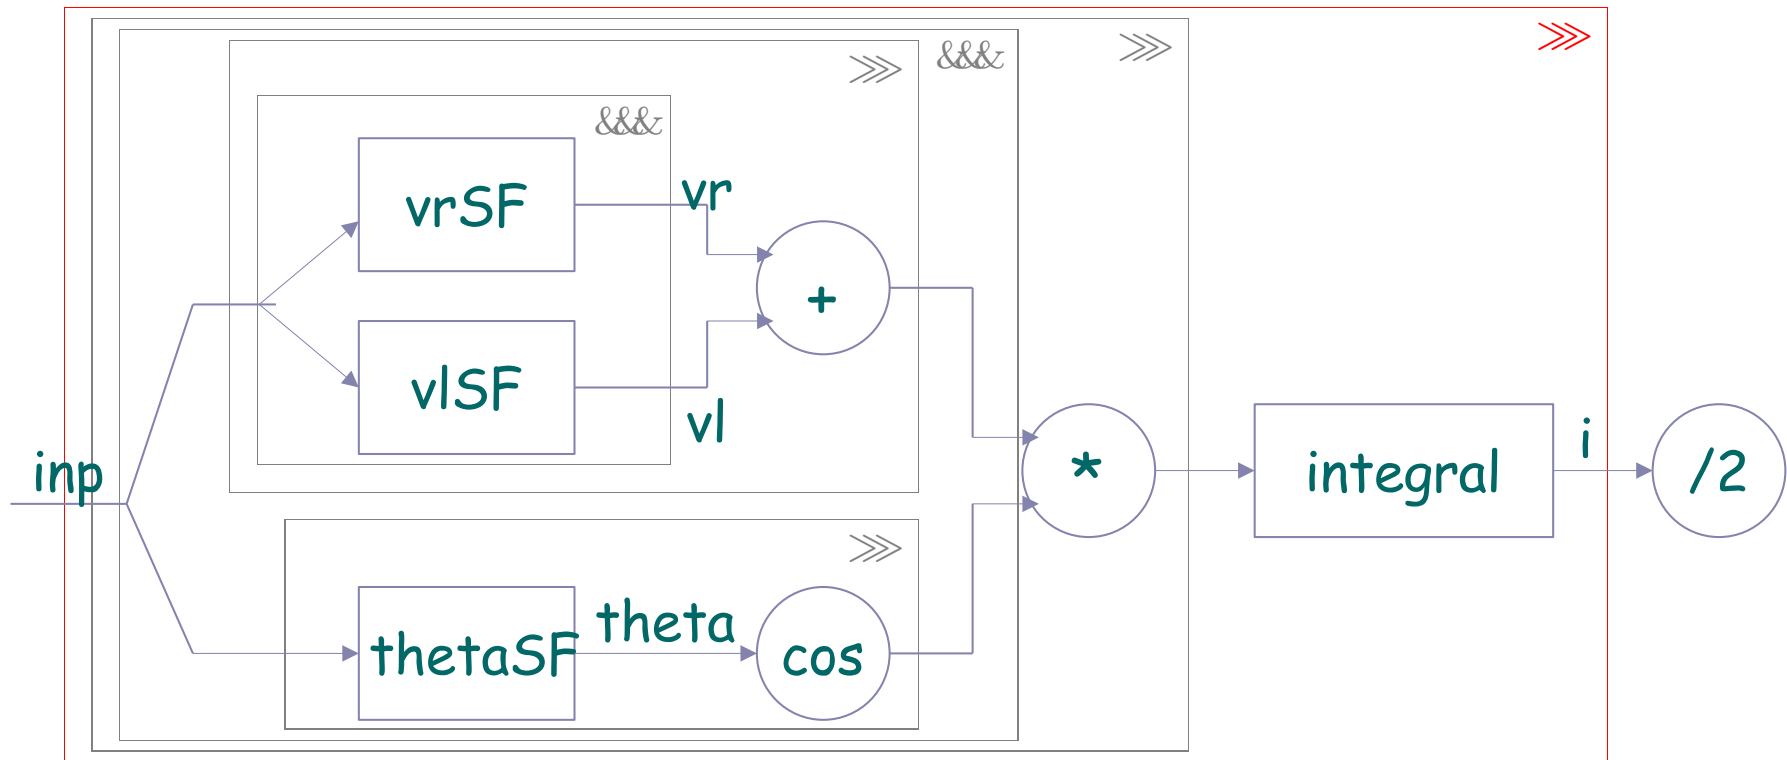 >>>
>>>
&&&
>>>
&&&
vrSF
vr
+
vlSF
vl
inp
*
integral
i
/2
>>>
thetaSF
theta
cos